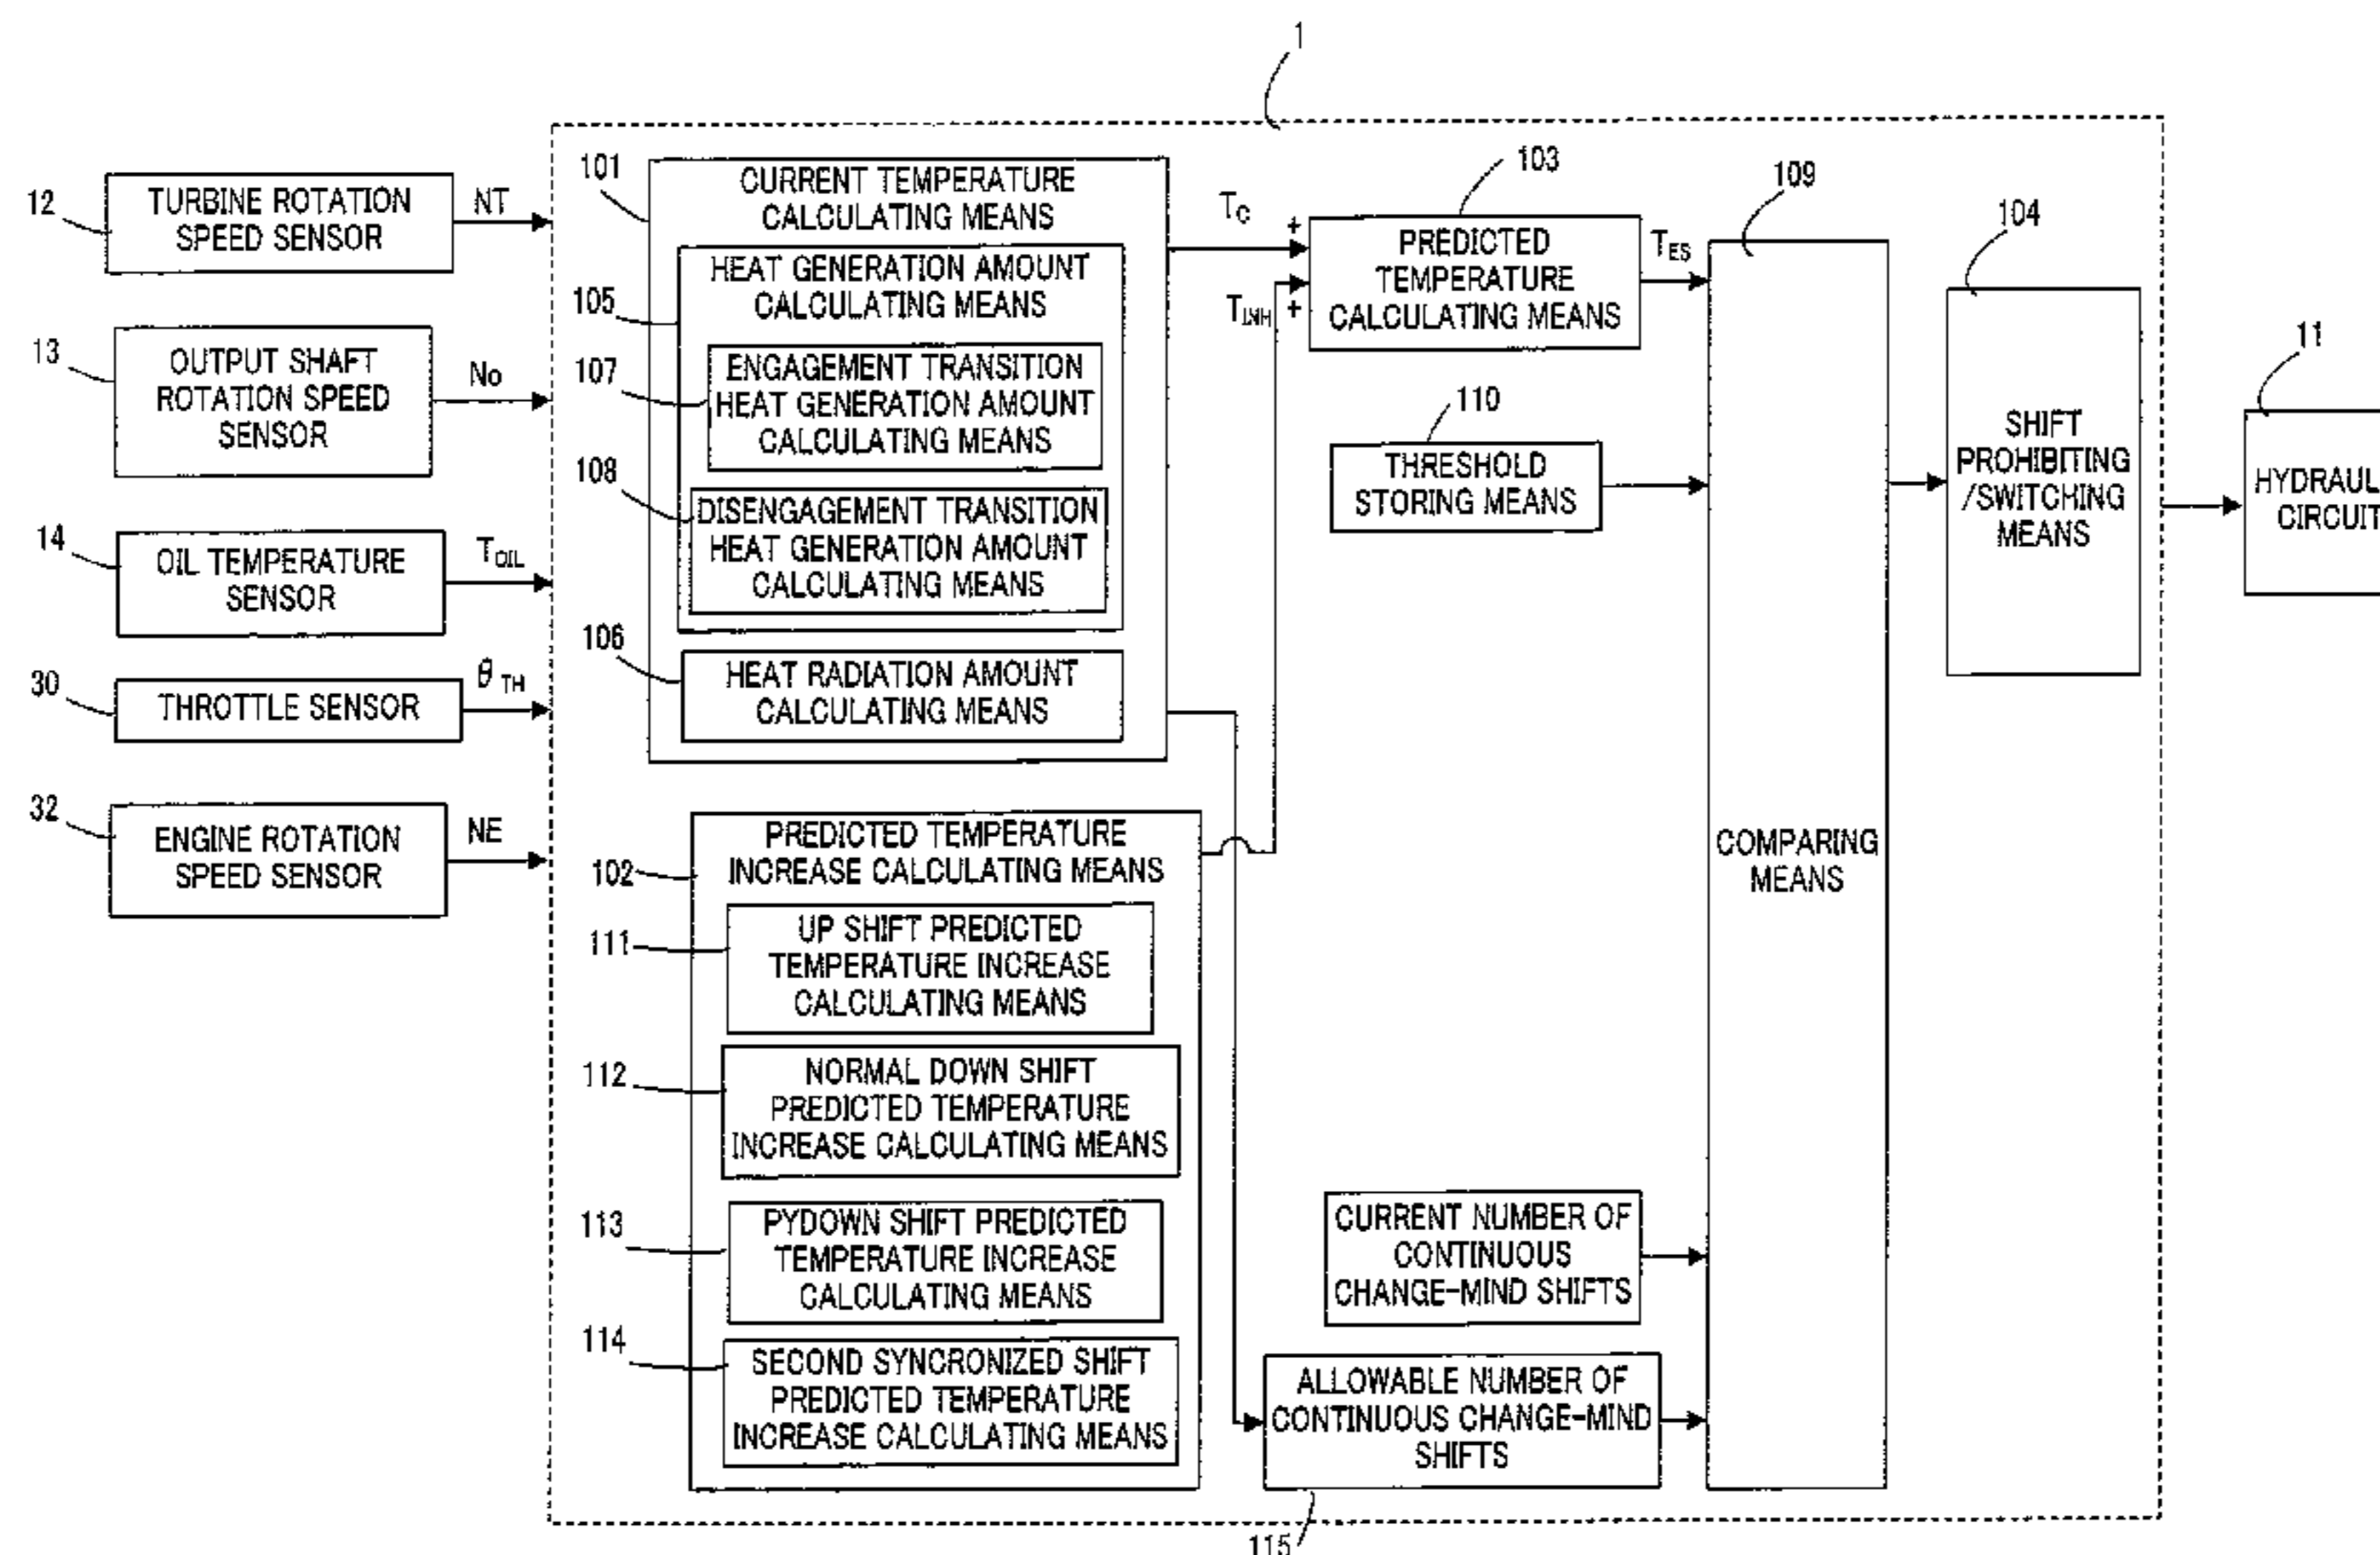 1
12
TURBINE ROTATION
SPEED SENSOR
NT
13
OUTPUT SHAFT
ROTATION SPEED
SENSOR
No
14
OIL TEMPERATURE
SENSOR
TOIL
30
THROTTLE SENSOR
θTH
32
ENGINE ROTATION
SPEED SENSOR
NE
101
CURRENT TEMPERATURE
CALCULATING MEANS
105
HEAT GENERATION AMOUNT
CALCULATING MEANS
107
ENGAGEMENT TRANSITION
HEAT GENERATION AMOUNT
CALCULATING MEANS
108
DISENGAGEMENT TRANSITION
HEAT GENERATION AMOUNT
CALCULATING MEANS
106
HEAT RADIATION AMOUNT
CALCULATING MEANS
102
PREDICTED TEMPERATURE
INCREASE CALCULATING MEANS
111
UP SHIFT PREDICTED
TEMPERATURE INCREASE
CALCULATING MEANS
112
NORMAL DOWN SHIFT
PREDICTED TEMPERATURE
INCREASE CALCULATING MEANS
113
PYDOWN SHIFT PREDICTED
TEMPERATURE INCREASE
CALCULATING MEANS
114
SECOND SYNCRONIZED SHIFT
PREDICTED TEMPERATURE
INCREASE CALCULATING MEANS
TC
+
TINH +
103
PREDICTED
TEMPERATURE
CALCULATING MEANS
TES
110
THRESHOLD
STORING MEANS
CURRENT NUMBER OF
CONTINUOUS
CHANGE-MIND SHIFTS
ALLOWABLE NUMBER OF
CONTINUOUS CHANGE-MIND
SHIFTS
115
109
COMPARING
MEANS
104
SHIFT
PROHIBITING
/SWITCHING
MEANS
11
HYDRAULI
CIRCUIT